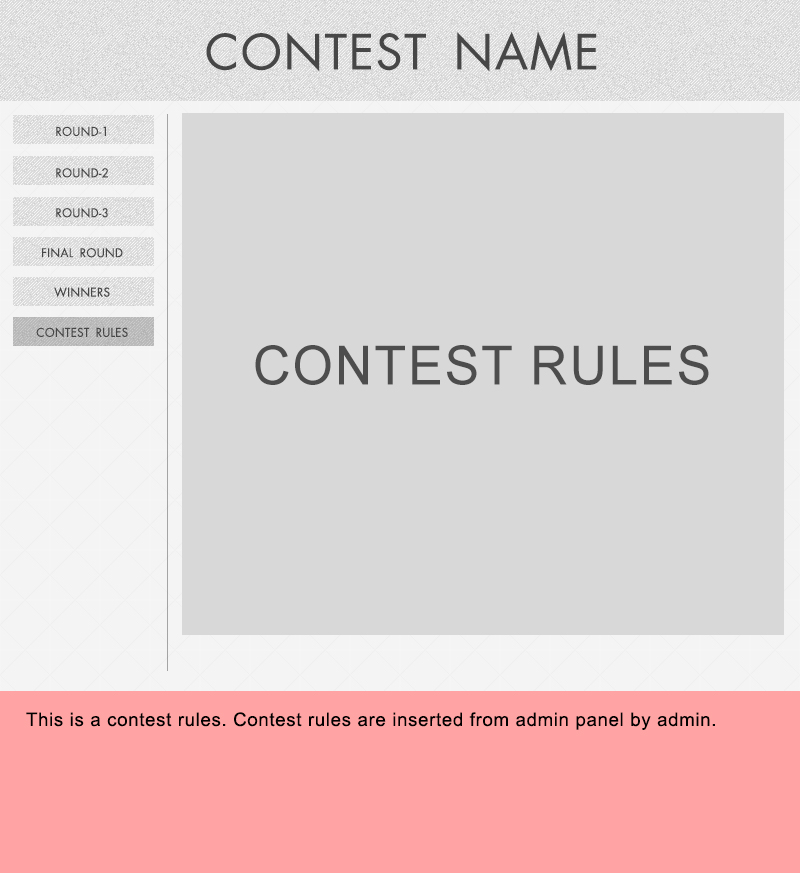 CONTEST NAME
ROUND-1
ROUND-2
ROUND-3
FINAL ROUND
WINNERS
CONTEST RULES
CONTEST RULES
This is a contest rules. Contest rules are inserted from admin panel by admin.